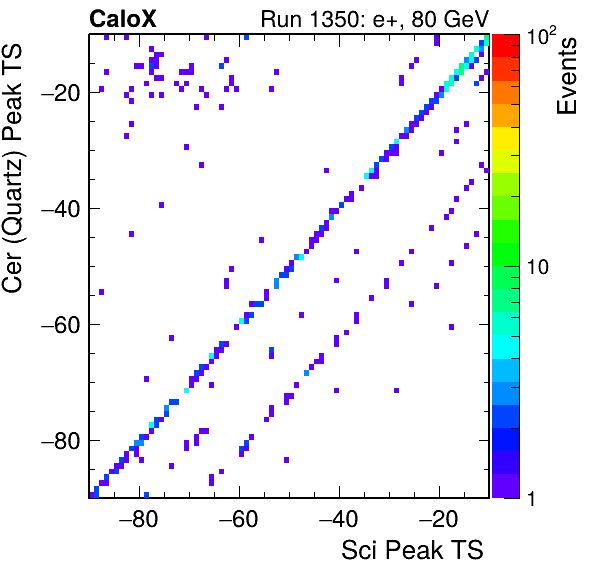 CaloX Run 1350: e+, 80 GeV
Cer (Quartz) Peak TS
−20
−40
−60
−80
−80 −60 −40 −20
Sci Peak TS
10²
10
1
Events